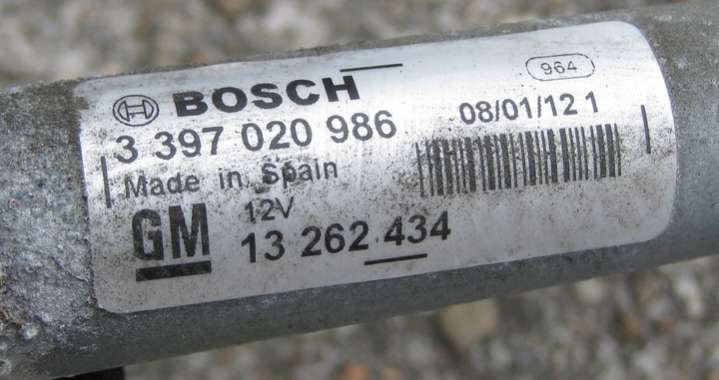 BOSCH
964
3 397 020 986
08/01/12 1
Made in Spain
12V
GM
13 262 434